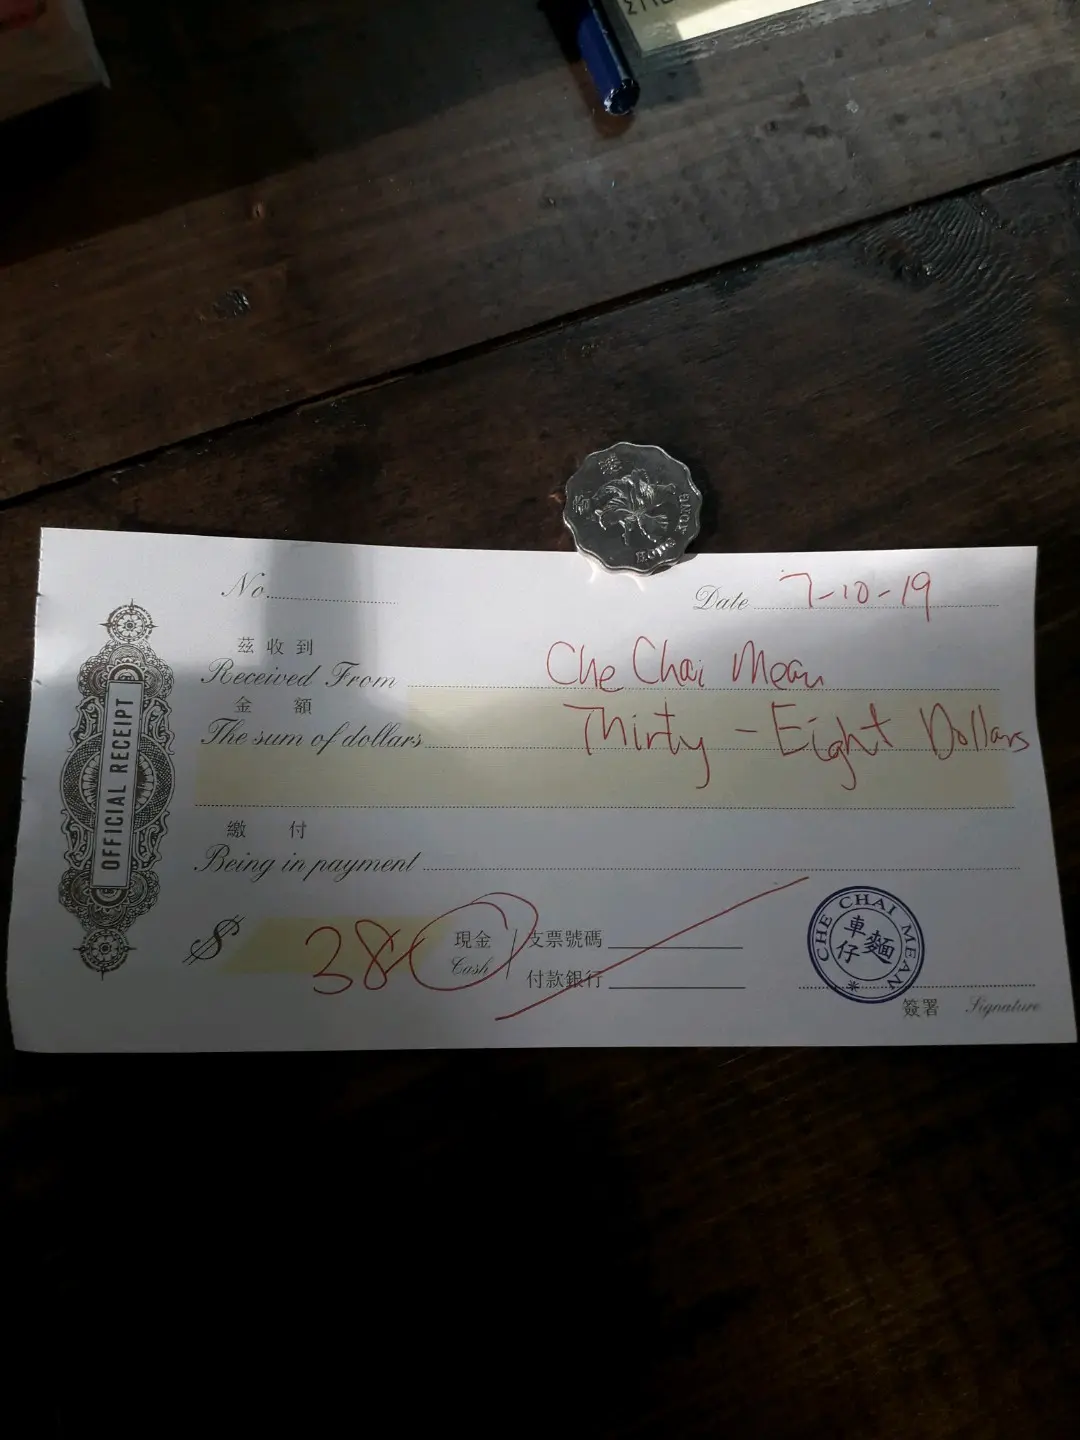 香港
HONG KONG
No.
Date 7-10-19
茲收到
Received From Che Chai Mean
金額
The sum of dollars Thirty - Eight Dollars
繳付
Being in payment
OFFICIAL RECEIPT
$ 38 現金 支票號碼
Cash 付款銀行
CHE CHAI MEAN
車仔麵
簽署 Signature